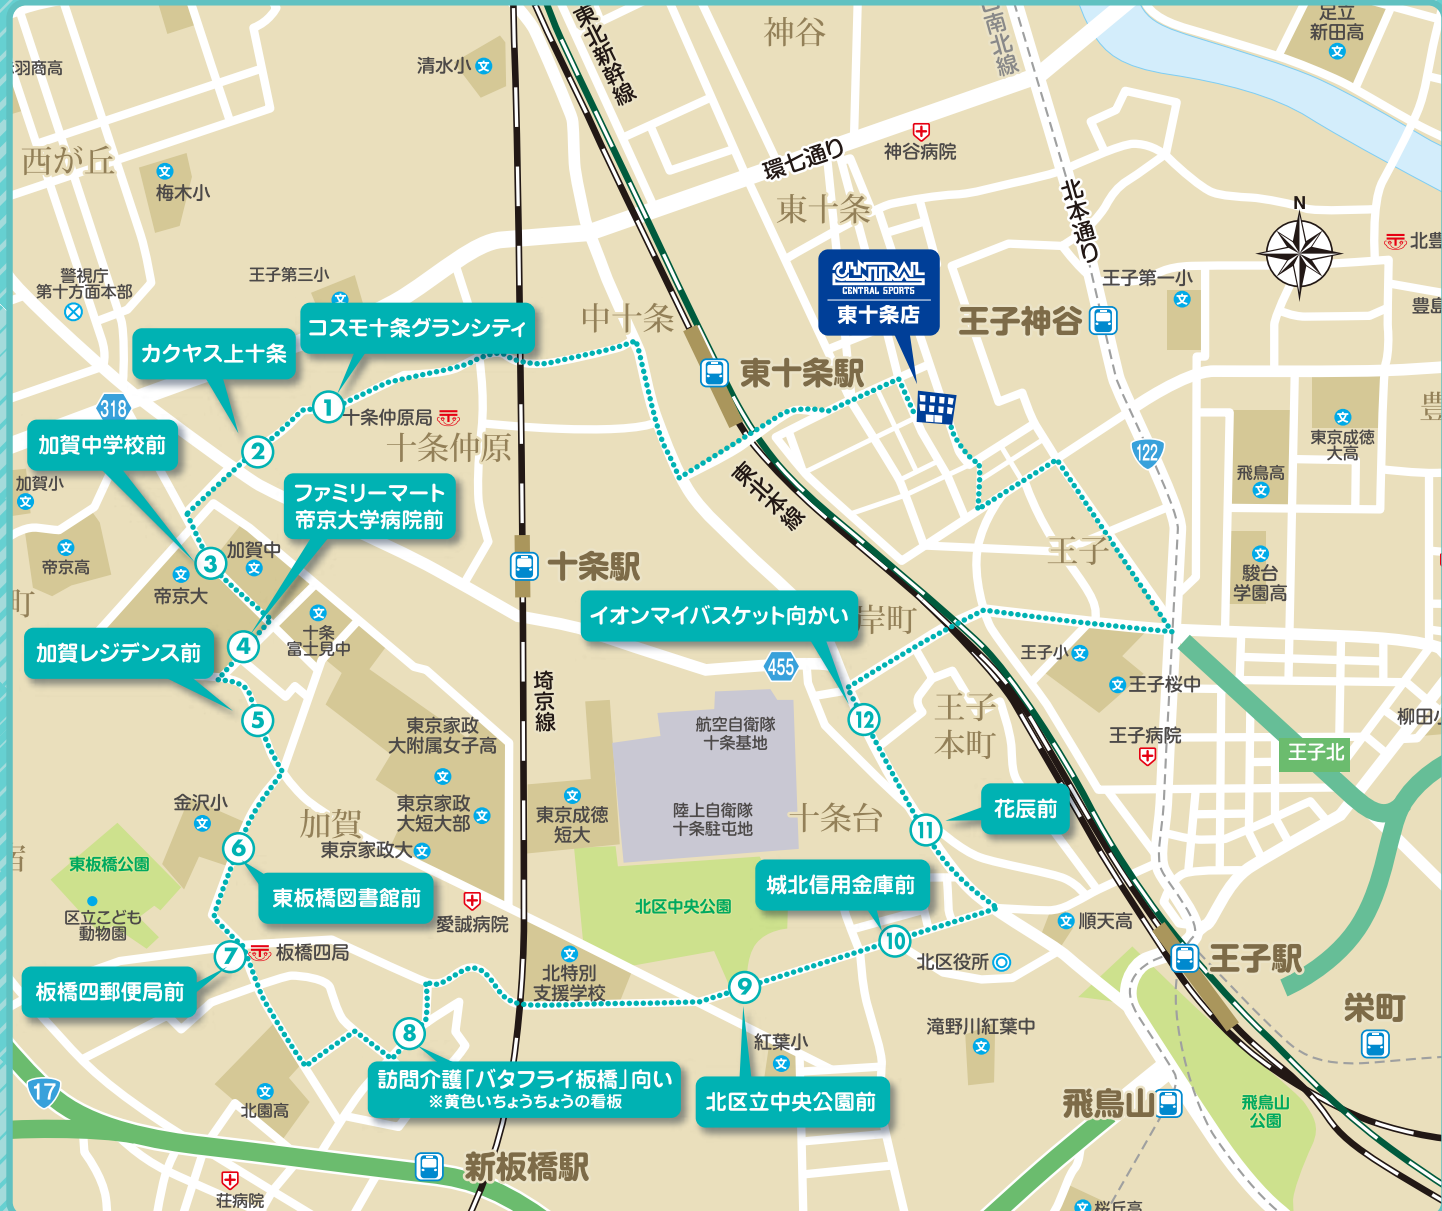 神谷
足立
新田高
南北線
東北新幹線
清水小
羽商高
西が丘
梅木小
環七通り
神谷病院
東十条
北本通り
N
警視庁
第十方面本部
王子第三小
CENTRAL
CENTRAL SPORTS
東十条店
王子第一小
王子神谷
中十条
コスモ十条グランシティ
カクヤス上十条
東十条駅
318
1
十条仲原局
十条仲原
2
加賀中学校前
加賀小
東京成徳
大高
122
飛鳥高
東北本線
ファミリーマート
帝京大学病院前
加賀中
3
帝京高
帝京大
十条駅
王子
駿台
学園高
町
十条
富士見中
イオンマイバスケット向かい
岸町
4
加賀レジデンス前
王子小
王子桜中
455
5
埼京線
12
王子
本町
東京家政
大附属女子高
航空自衛隊
十条基地
王子病院
柳田小
王子北
東京家政
大短大部
金沢小
加賀
東京成徳
短大
陸上自衛隊
十条駐屯地
十条台
花辰前
11
東京家政大
6
東板橋公園
東板橋図書館前
城北信用金庫前
北区中央公園
愛誠病院
区立こども
動物園
順天高
10
7
板橋四局
北区役所
王子駅
板橋四郵便局前
北特別
支援学校
9
栄町
8
滝野川紅葉中
紅葉小
訪問介護「バタフライ板橋」向い
※黄色いちょうちょうの看板
北区立中央公園前
17
北園高
飛鳥山
飛鳥山
公園
新板橋駅
荘病院
桜丘高